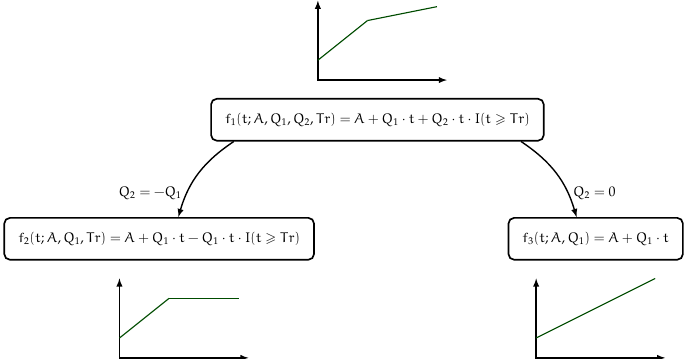 f₁(t; A, Q₁, Q₂, Tr) = A + Q₁ · t + Q₂ · t · I(t ⩾ Tr)
Q₂ = −Q₁
Q₂ = 0
f₂(t; A, Q₁, Tr) = A + Q₁ · t − Q₁ · t · I(t ⩾ Tr)
f₃(t; A, Q₁) = A + Q₁ · t